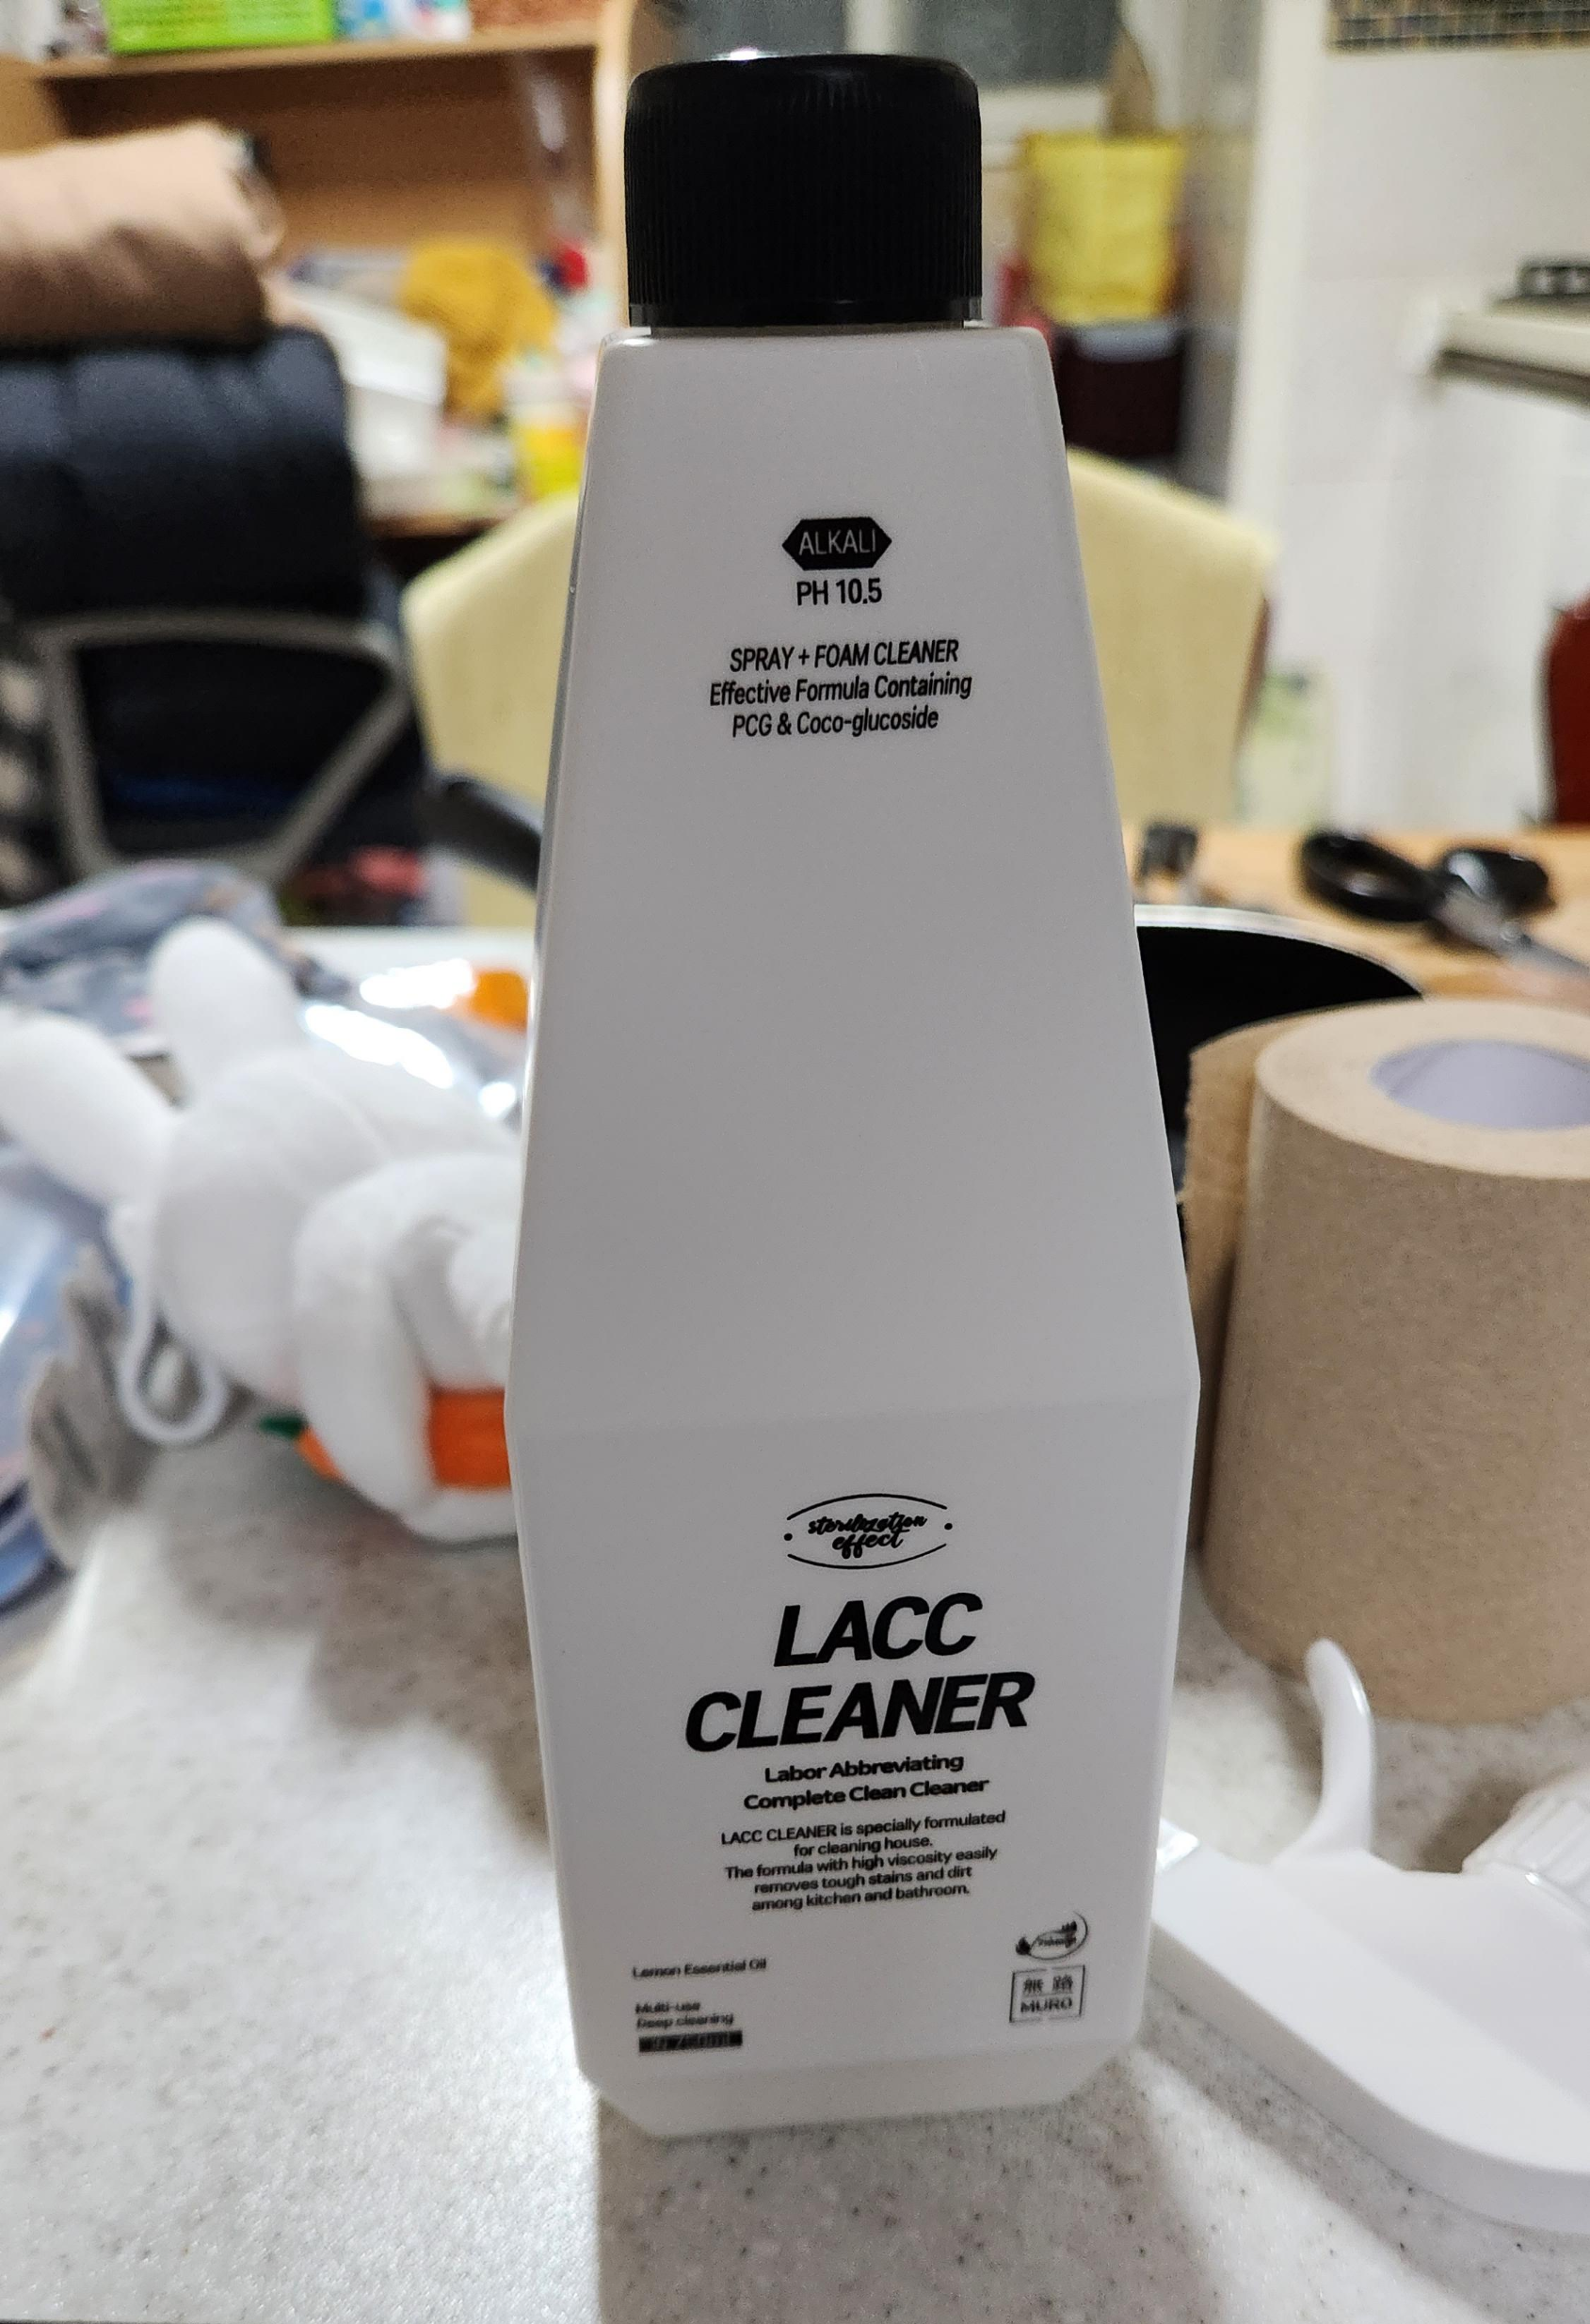 ALKALI
PH 10.5
SPRAY + FOAM CLEANER
Effective Formula Containing
PCG & Coco-glucoside
sterilization
effect
LACC
CLEANER
Labor Abbreviating
Complete Clean Cleaner
LACC CLEANER is specially formulated
for cleaning house.
The formula with high viscosity easily
removes tough stains and dirt
among kitchen and bathroom.
Lemon Essential Oil
Multi-use
Deep cleaning
無路
MURO